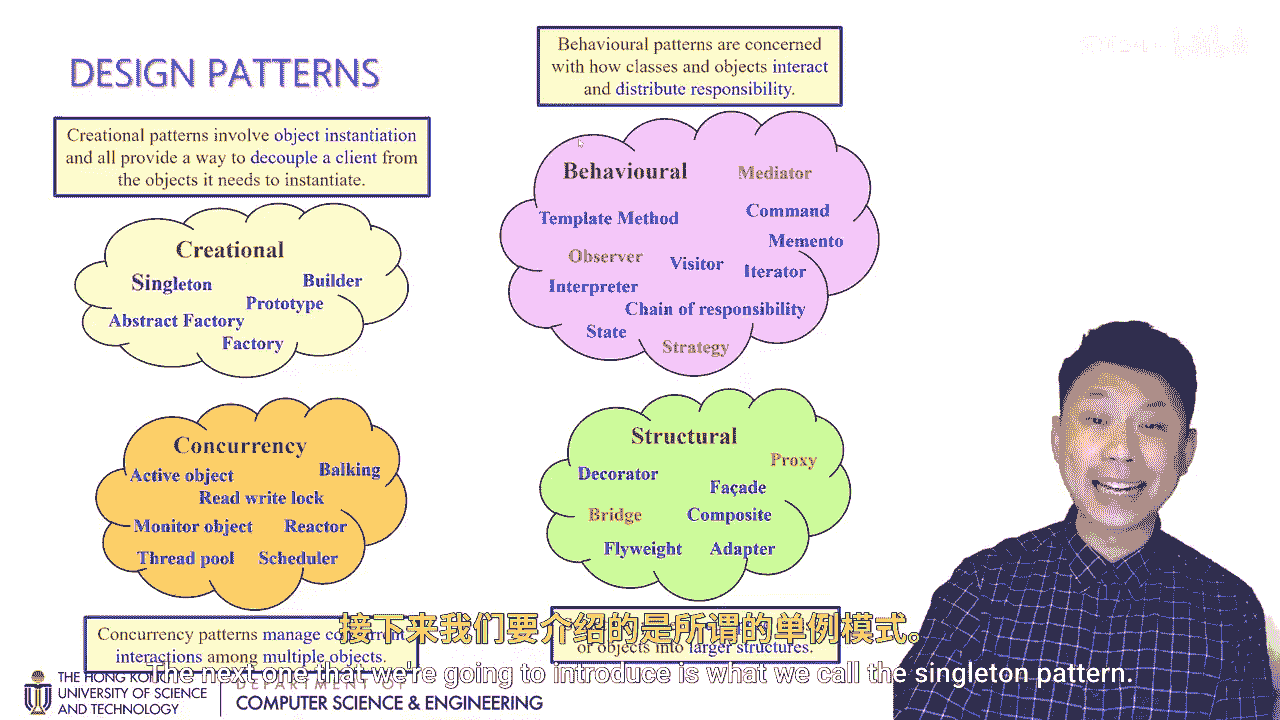 DESIGN PATTERNS
Creational patterns involve object instantiation
and all provide a way to decouple a client from
the objects it needs to instantiate.
Creational
Singleton
Builder
Prototype
Abstract Factory
Factory
Behavioural patterns are concerned
with how classes and objects interact
and distribute responsibility.
Behavioural
Mediator
Template Method
Command
Memento
Observer
Visitor
Iterator
Interpreter
Chain of responsibility
State
Strategy
Concurrency
Active object
Balking
Read write lock
Monitor object
Reactor
Thread pool
Scheduler
Concurrency patterns manage concurrent
interactions among multiple objects.
Structural
Proxy
Decorator
Façade
Bridge
Composite
Flyweight
Adapter
or objects into larger structures.
接下来我们要介绍的是所谓的单例模式。
The next one that we're going to introduce is what we call the singleton pattern.
THE HONG KONG
UNIVERSITY OF SCIENCE
AND TECHNOLOGY
DEPARTMENT OF
COMPUTER SCIENCE & ENGINEERING